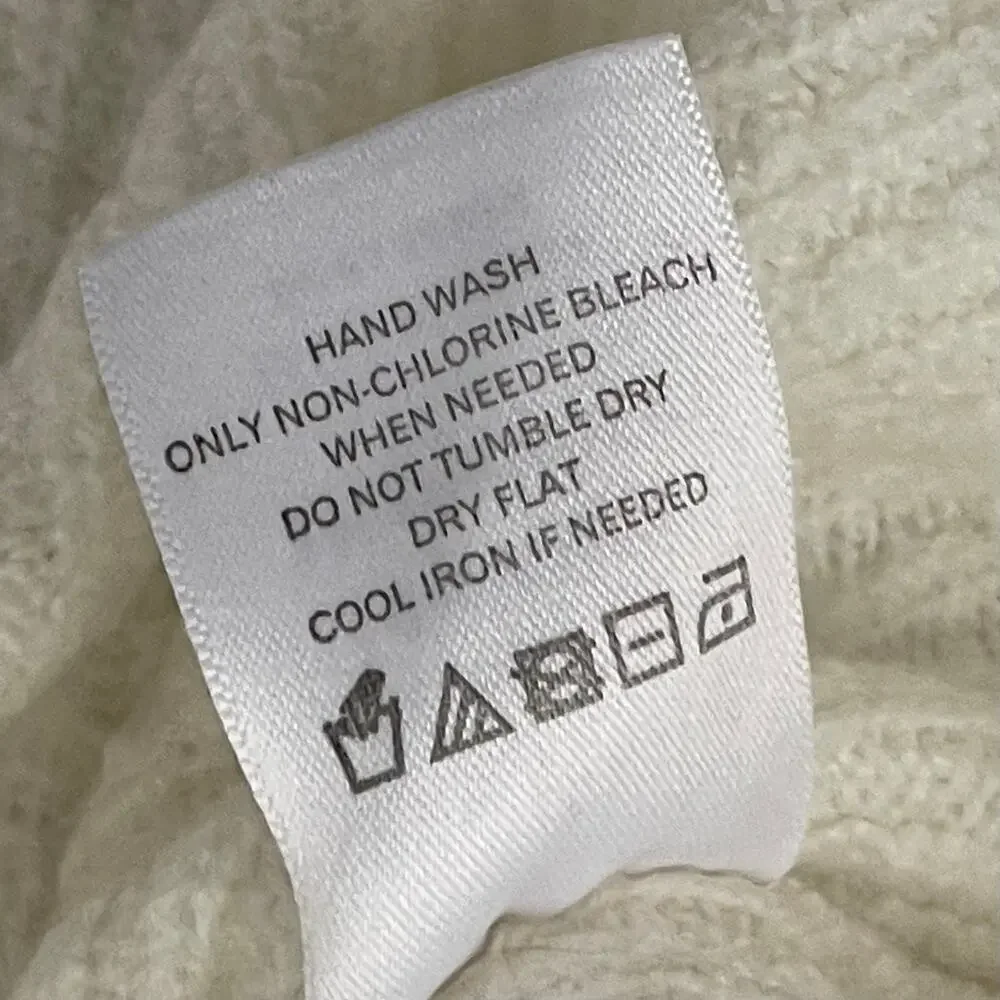 HAND WASH
ONLY NON-CHLORINE BLEACH
WHEN NEEDED
DO NOT TUMBLE DRY
DRY FLAT
COOL IRON IF NEEDED